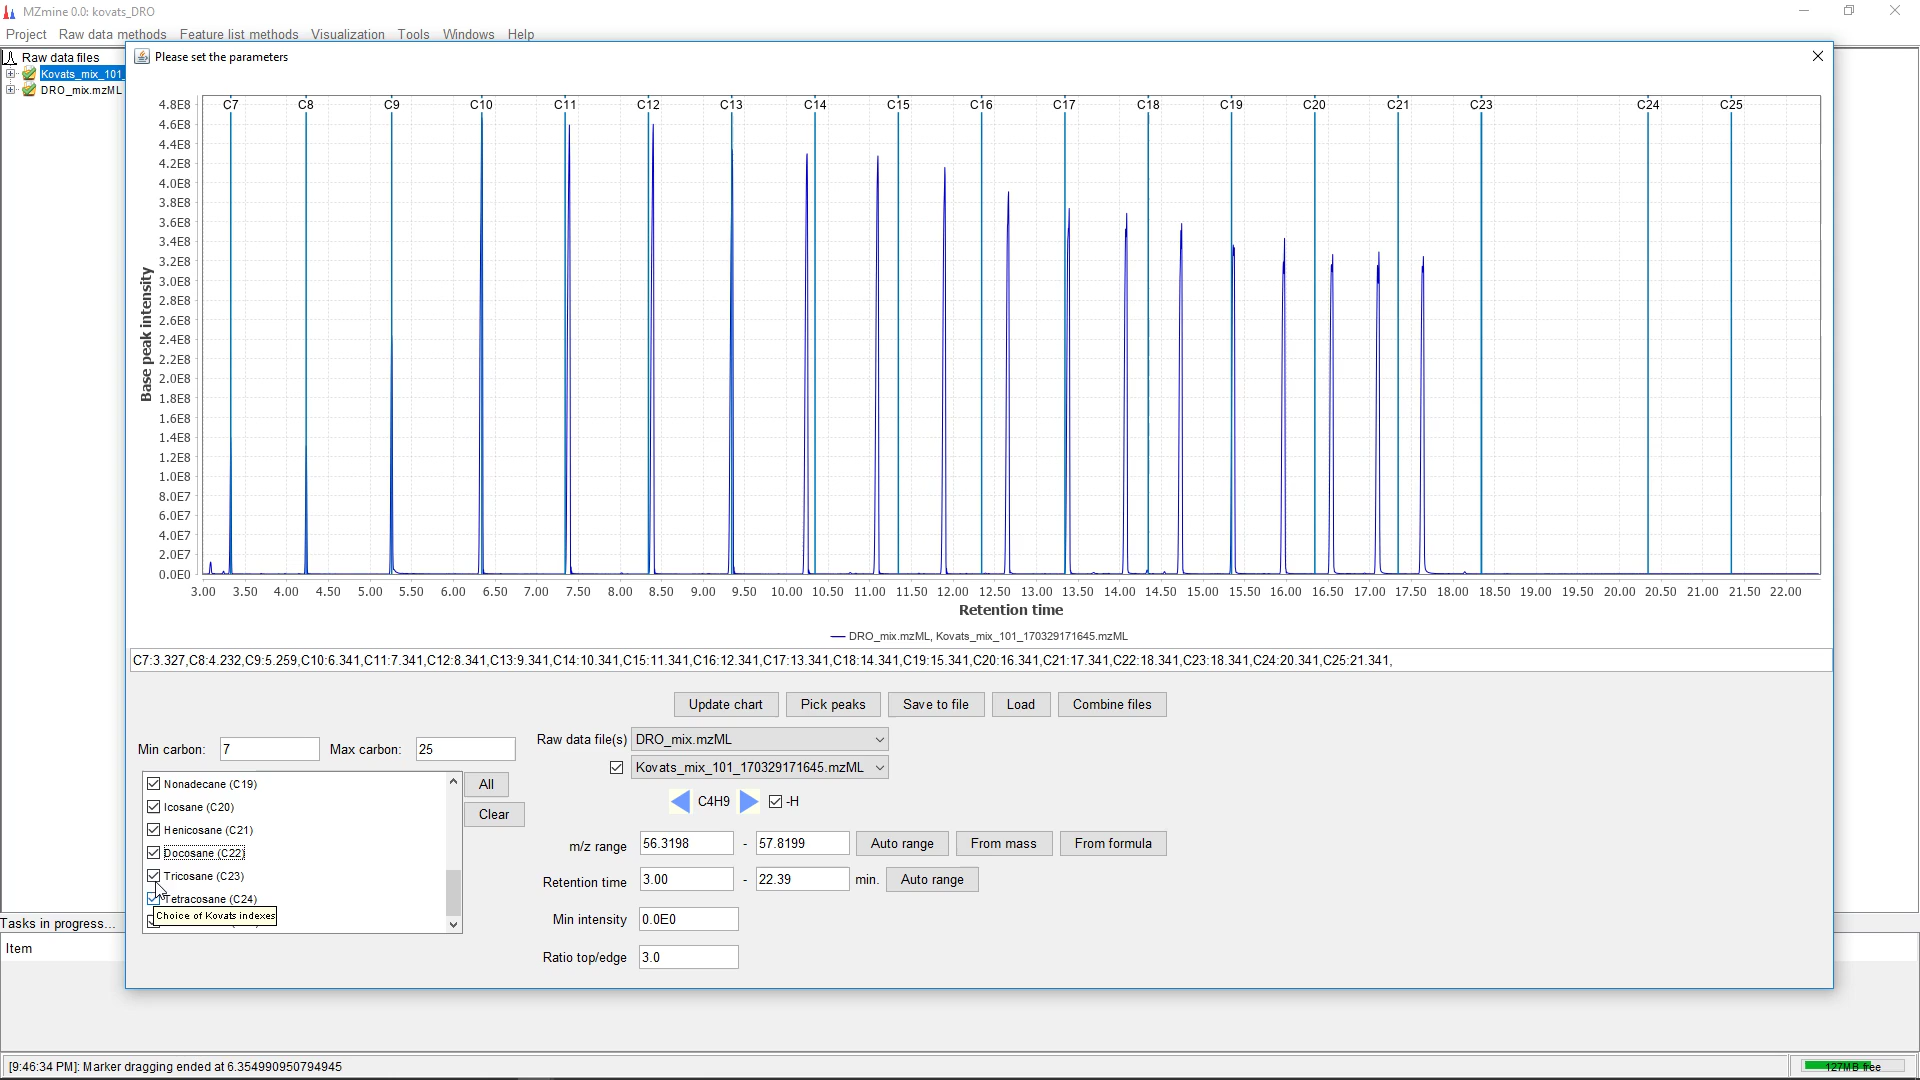 MZmine 0.0: kovats_DRO
Project Raw data methods Feature list methods Visualization Tools Windows Help
Raw data files
Kovats_mix_101_
DRO_mix.mzML
Please set the parameters
C7 C8 C9 C10 C11 C12 C13 C14 C15 C16 C17 C18 C19 C20 C21 C23 C24 C25
4.8E8
4.6E8
4.4E8
4.2E8
4.0E8
3.8E8
3.6E8
3.4E8
3.2E8
3.0E8
2.8E8
2.6E8
2.4E8
2.2E8
2.0E8
1.8E8
1.6E8
1.4E8
1.2E8
1.0E8
8.0E7
6.0E7
4.0E7
2.0E7
0.0E0
Base peak intensity
3.00 3.50 4.00 4.50 5.00 5.50 6.00 6.50 7.00 7.50 8.00 8.50 9.00 9.50 10.00 10.50 11.00 11.50 12.00 12.50 13.00 13.50 14.00 14.50 15.00 15.50 16.00 16.50 17.00 17.50 18.00 18.50 19.00 19.50 20.00 20.50 21.00 21.50 22.00
Retention time
DRO_mix.mzML, Kovats_mix_101_170329171645.mzML
C7:3.327,C8:4.232,C9:5.259,C10:6.341,C11:7.341,C12:8.341,C13:9.341,C14:10.341,C15:11.341,C16:12.341,C17:13.341,C18:14.341,C19:15.341,C20:16.341,C21:17.341,C22:18.341,C23:18.341,C24:20.341,C25:21.341,
Update chart Pick peaks Save to file Load Combine files
Min carbon: 7 Max carbon: 25
Raw data file(s) DRO_mix.mzML
Kovats_mix_101_170329171645.mzML
Nonadecane (C19)
Icosane (C20)
Henicosane (C21)
Docosane (C22)
Tricosane (C23)
Tetracosane (C24)
Choice of Kovats indexes
All
Clear
C4H9 -H
m/z range 56.3198 - 57.8199 Auto range From mass From formula
Retention time 3.00 - 22.39 min. Auto range
Min intensity 0.0E0
Ratio top/edge 3.0
Tasks in progress...
Item
[9:46:34 PM]: Marker dragging ended at 6.354990950794945
127MB free